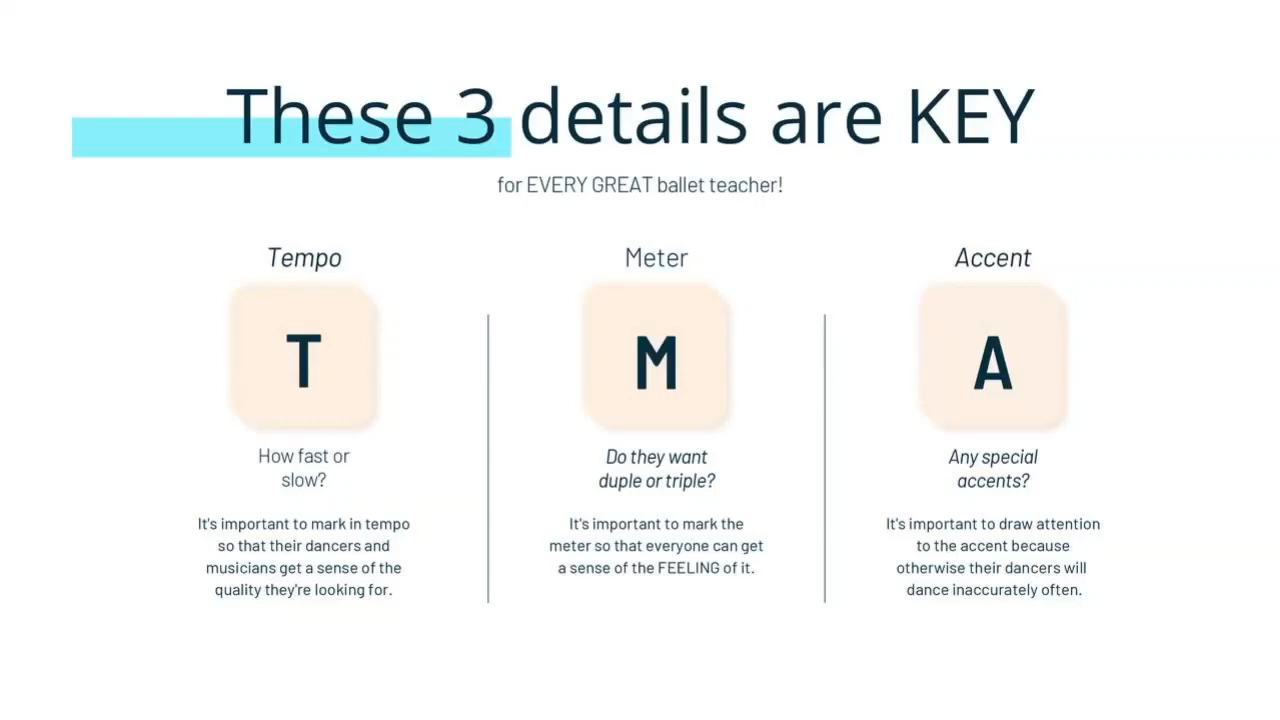 These 3 details are KEY
for EVERY GREAT ballet teacher!
Tempo
T
How fast or
slow?
It's important to mark in tempo
so that their dancers and
musicians get a sense of the
quality they're looking for.
Meter
M
Do they want
duple or triple?
It's important to mark the
meter so that everyone can get
a sense of the FEELING of it.
Accent
A
Any special
accents?
It's important to draw attention
to the accent because
otherwise their dancers will
dance inaccurately often.